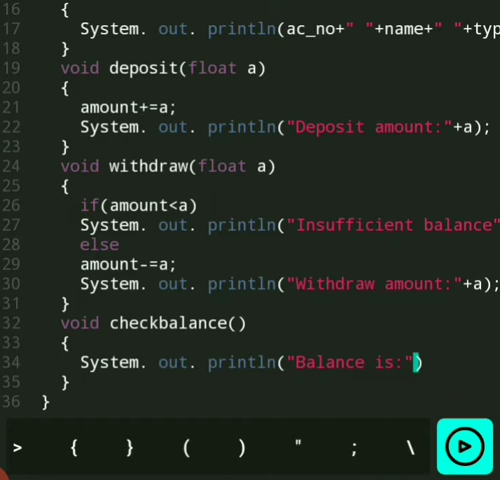 16 {
17 System. out. println(ac_no+" "+name+" "+typ
18 }
19 void deposit(float a)
20 {
21 amount+=a;
22 System. out. println("Deposit amount:"+a);
23 }
24 void withdraw(float a)
25 {
26 if(amount<a)
27 System. out. println("Insufficient balance"
28 else
29 amount-=a;
30 System. out. println("Withdraw amount:"+a);
31 }
32 void checkbalance()
33 {
34 System. out. println("Balance is:")
35 }
36 }
> { } ( ) " ; \